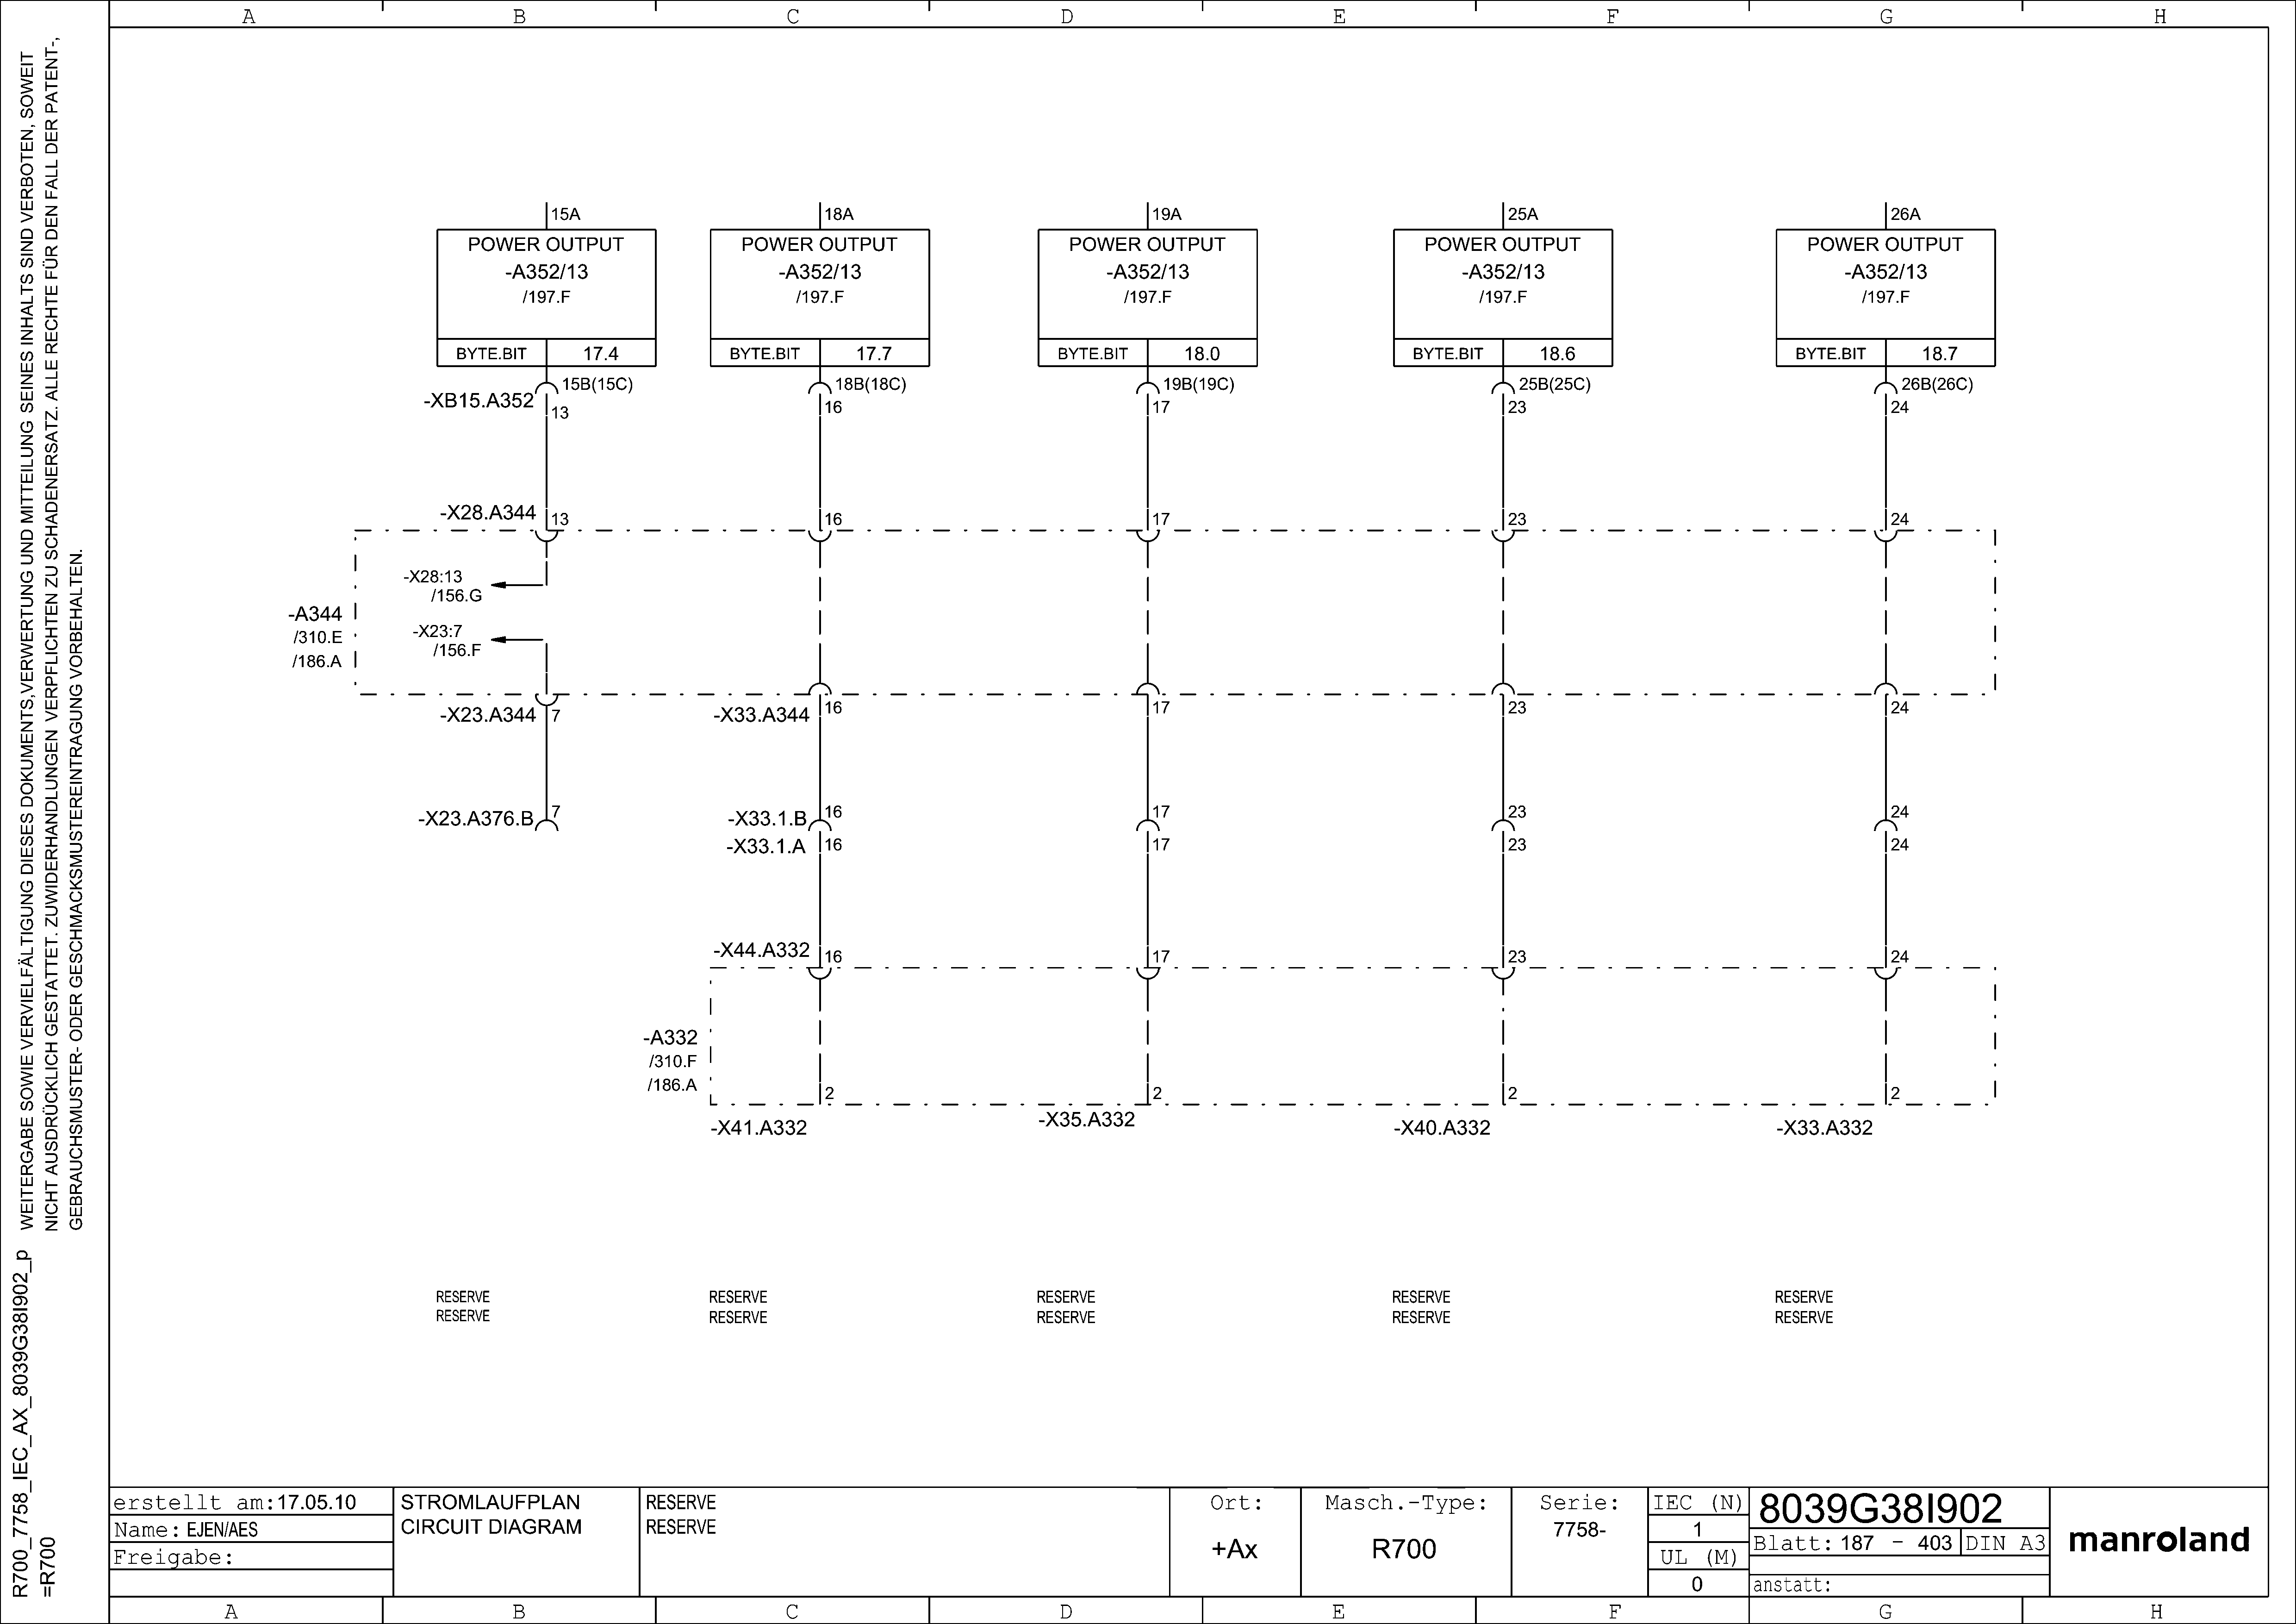 A B C D E F G H
WEITERGABE SOWIE VERVIELFÄLTIGUNG DIESES DOKUMENTS,VERWERTUNG UND MITTEILUNG SEINES INHALTS SIND VERBOTEN, SOWEIT
NICHT AUSDRÜCKLICH GESTATTET. ZUWIDERHANDLUNGEN VERPFLICHTEN ZU SCHADENERSATZ. ALLE RECHTE FÜR DEN FALL DER PATENT-,
GEBRAUCHSMUSTER- ODER GESCHMACKSMUSTEREINTRAGUNG VORBEHALTEN.
R700_7758_IEC_AX_8039G38I902_p
=R700
15A 18A 19A 25A 26A
POWER OUTPUT POWER OUTPUT POWER OUTPUT POWER OUTPUT POWER OUTPUT
-A352/13 -A352/13 -A352/13 -A352/13 -A352/13
/197.F /197.F /197.F /197.F /197.F
BYTE.BIT 17.4 BYTE.BIT 17.7 BYTE.BIT 18.0 BYTE.BIT 18.6 BYTE.BIT 18.7
15B(15C) 18B(18C) 19B(19C) 25B(25C) 26B(26C)
-XB15.A352 13 16 17 23 24
-X28.A344 13 16 17 23 24
-X28:13
/156.G
-A344
/310.E
/186.A
-X23:7
/156.F
-X23.A344 7 -X33.A344 16 17 23 24
-X23.A376.B 7 -X33.1.B 16 17 23 24
-X33.1.A 16 17 23 24
-X44.A332 16 17 23 24
-A332
/310.F
/186.A
2 2 2 2
-X41.A332 -X35.A332 -X40.A332 -X33.A332
RESERVE RESERVE RESERVE RESERVE RESERVE
RESERVE RESERVE RESERVE RESERVE RESERVE
erstellt am:17.05.10
Name: EJEN/AES
Freigabe:
STROMLAUFPLAN
CIRCUIT DIAGRAM
RESERVE
RESERVE
Ort:
+Ax
Masch.-Type:
R700
Serie:
7758-
IEC (N)
1
UL (M)
0
8039G38I902
Blatt: 187 - 403 DIN A3
anstatt:
manroland
A B C D E F G H